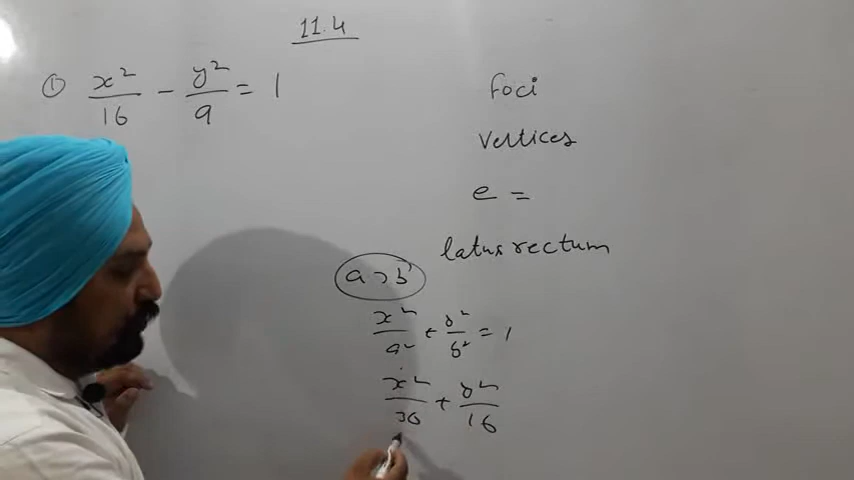 11.4
① x²/16 - y²/9 = 1
foci
vertices
e =
latus rectum
a > b
x²/a² + y²/b² = 1
x²/36 + y²/16